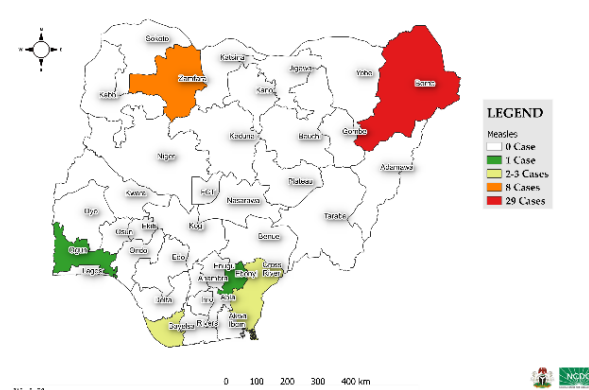 N
W E
S
Sokoto
Katsina
Jigawa
Yobe
Borno
Zamfara
Kano
Kebbi
Gombe
Kaduna
Bauchi
Adamawa
Niger
Plateau
Kwara
FCT
Nasarawa
Taraba
Oyo
Ekiti
Kogi
Osun
Benue
Ogun
Ondo
Edo
Enugu
Cross
River
Ebonyi
Lagos
Anambra
Abia
Delta
Imo
Akwa
Ibom
Bayelsa
Rivers
LEGEND
Measles
0 Case
1 Case
2-3 Cases
8 Cases
29 Cases
0 100 200 300 400 km
NCDC